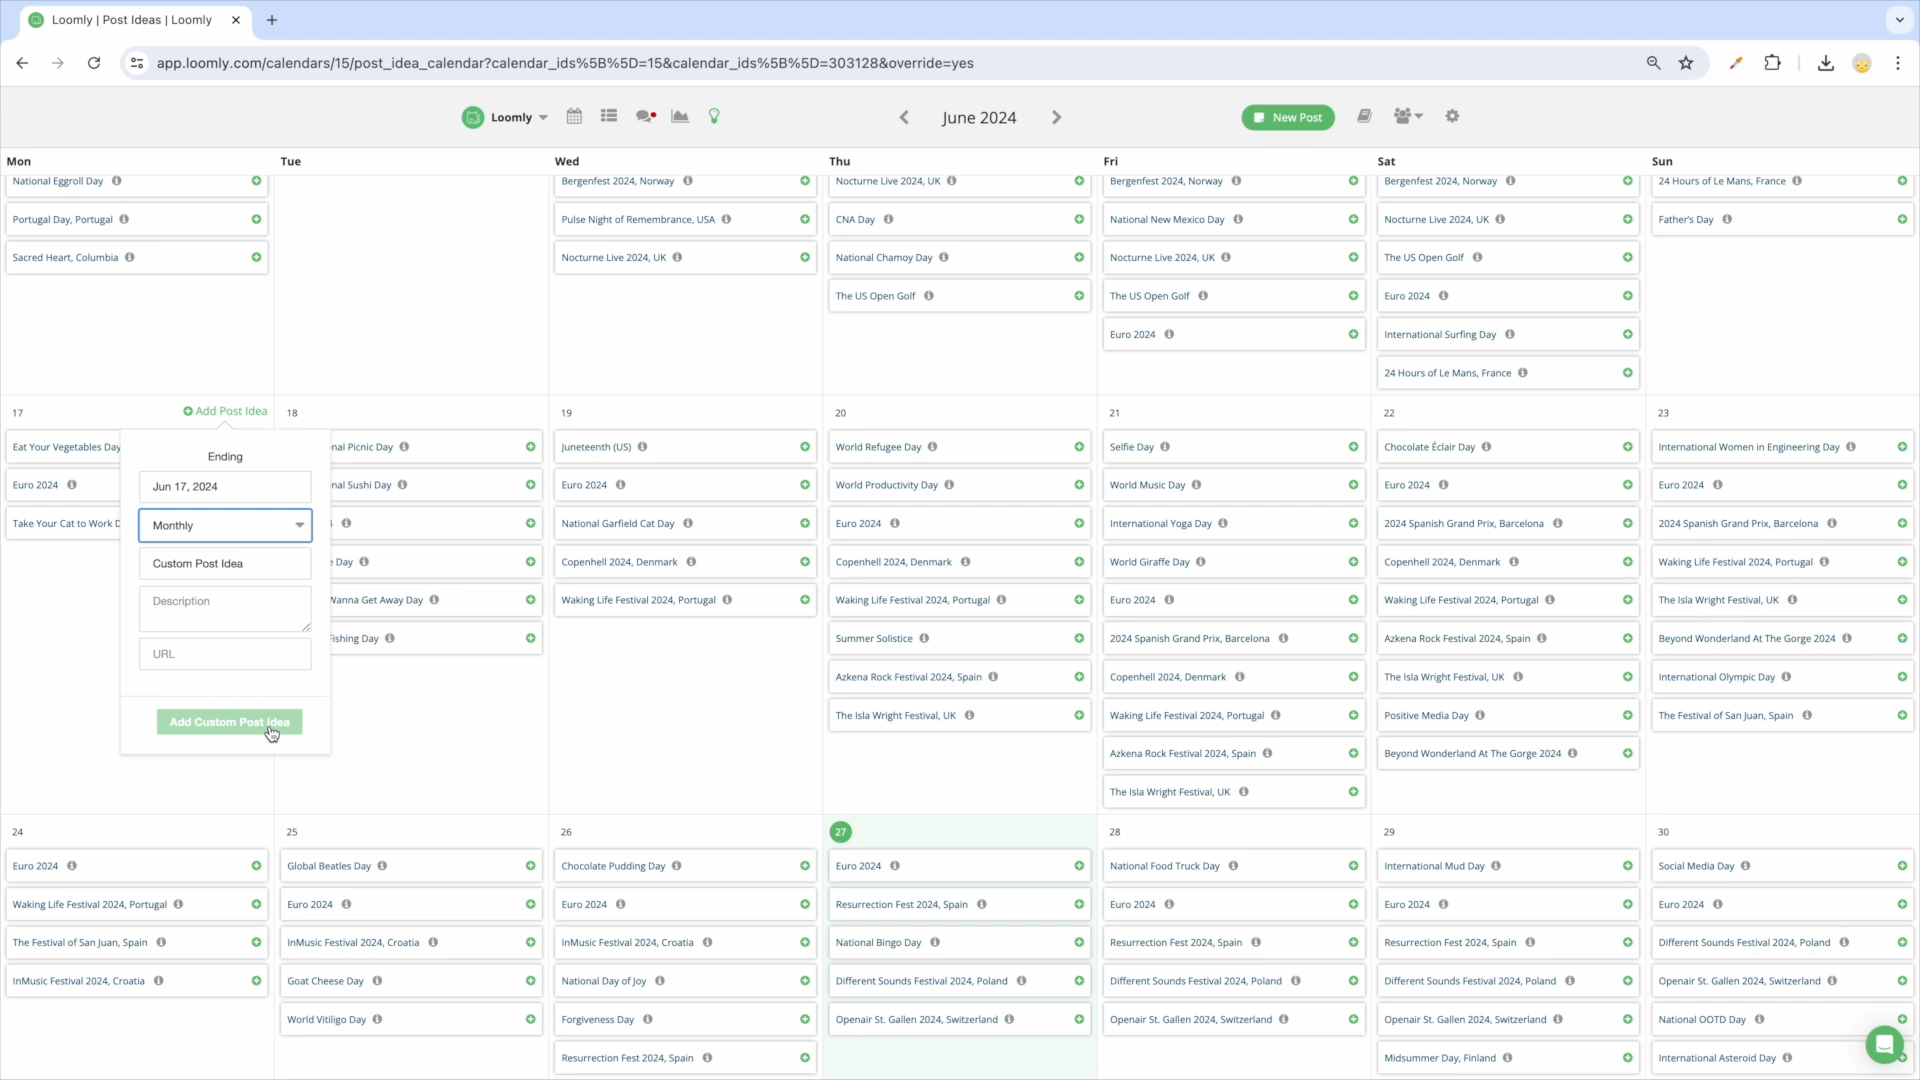 Loomly | Post Ideas | Loomly
app.loomly.com/calendars/15/post_idea_calendar?calendar_ids%5B%5D=15&calendar_ids%5B%5D=303128&override=yes
Loomly
June 2024
New Post
Mon
Tue
Wed
Thu
Fri
Sat
Sun
National Eggroll Day
Portugal Day, Portugal
Sacred Heart, Columbia
Bergenfest 2024, Norway
Pulse Night of Remembrance, USA
Nocturne Live 2024, UK
Nocturne Live 2024, UK
CNA Day
National Chamoy Day
The US Open Golf
Bergenfest 2024, Norway
National New Mexico Day
Nocturne Live 2024, UK
The US Open Golf
Euro 2024
Bergenfest 2024, Norway
Nocturne Live 2024, UK
The US Open Golf
Euro 2024
International Surfing Day
24 Hours of Le Mans, France
24 Hours of Le Mans, France
Father's Day
17
Add Post Idea
Eat Your Vegetables Day
Euro 2024
Take Your Cat to Work D
Ending
Jun 17, 2024
Monthly
Custom Post Idea
Description
URL
Add Custom Post Idea
18
nal Picnic Day
nal Sushi Day
e Day
Wanna Get Away Day
Fishing Day
19
Juneteenth (US)
Euro 2024
National Garfield Cat Day
Copenhell 2024, Denmark
Waking Life Festival 2024, Portugal
20
World Refugee Day
World Productivity Day
Euro 2024
Copenhell 2024, Denmark
Waking Life Festival 2024, Portugal
Summer Solistice
Azkena Rock Festival 2024, Spain
The Isla Wright Festival, UK
21
Selfie Day
World Music Day
International Yoga Day
World Giraffe Day
Euro 2024
2024 Spanish Grand Prix, Barcelona
Copenhell 2024, Denmark
Waking Life Festival 2024, Portugal
Azkena Rock Festival 2024, Spain
The Isla Wright Festival, UK
22
Chocolate Éclair Day
Euro 2024
2024 Spanish Grand Prix, Barcelona
Copenhell 2024, Denmark
Waking Life Festival 2024, Portugal
Azkena Rock Festival 2024, Spain
The Isla Wright Festival, UK
Positive Media Day
Beyond Wonderland At The Gorge 2024
23
International Women in Engineering Day
Euro 2024
2024 Spanish Grand Prix, Barcelona
Waking Life Festival 2024, Portugal
The Isla Wright Festival, UK
Beyond Wonderland At The Gorge 2024
International Olympic Day
The Festival of San Juan, Spain
24
Euro 2024
Waking Life Festival 2024, Portugal
The Festival of San Juan, Spain
InMusic Festival 2024, Croatia
25
Global Beatles Day
Euro 2024
InMusic Festival 2024, Croatia
Goat Cheese Day
World Vitiligo Day
26
Chocolate Pudding Day
Euro 2024
InMusic Festival 2024, Croatia
National Day of Joy
Forgiveness Day
Resurrection Fest 2024, Spain
27
Euro 2024
Resurrection Fest 2024, Spain
National Bingo Day
Different Sounds Festival 2024, Poland
Openair St. Gallen 2024, Switzerland
28
National Food Truck Day
Euro 2024
Resurrection Fest 2024, Spain
Different Sounds Festival 2024, Poland
Openair St. Gallen 2024, Switzerland
29
International Mud Day
Euro 2024
Resurrection Fest 2024, Spain
Different Sounds Festival 2024, Poland
Openair St. Gallen 2024, Switzerland
Midsummer Day, Finland
30
Social Media Day
Euro 2024
Different Sounds Festival 2024, Poland
Openair St. Gallen 2024, Switzerland
National OOTD Day
International Asteroid Day